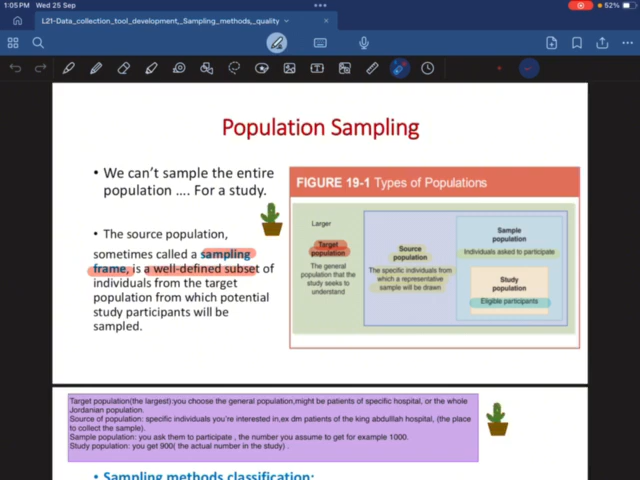 1:05 PM Wed 25 Sep
52%
L21-Data_collection_tool_development,_Sampling_methods_quality
Population Sampling
• We can't sample the entire
population .... For a study.
• The source population,
sometimes called a sampling
frame, is a well-defined subset of
individuals from the target
population from which potential
study participants will be
sampled.
FIGURE 19-1 Types of Populations
Larger
Target
population
The general
population that the
study seeks to
understand
Source
population
The specific individuals from
which a representative
sample will be drawn
Sample
population
Individuals asked to participate
Study
population
Eligible participants
Target population(the largest):you choose the general population,might be patients of specific hospital, or the whole
Jordanian population.
Source of population: specific individuals you're interested in,ex dm patients of the king abdulllah hospital, (the place
to collect the sample).
Sample population: you ask them to participate , the number you assume to get for example 1000.
Study population: you get 900( the actual number in the study) .
• Sampling methods classification: